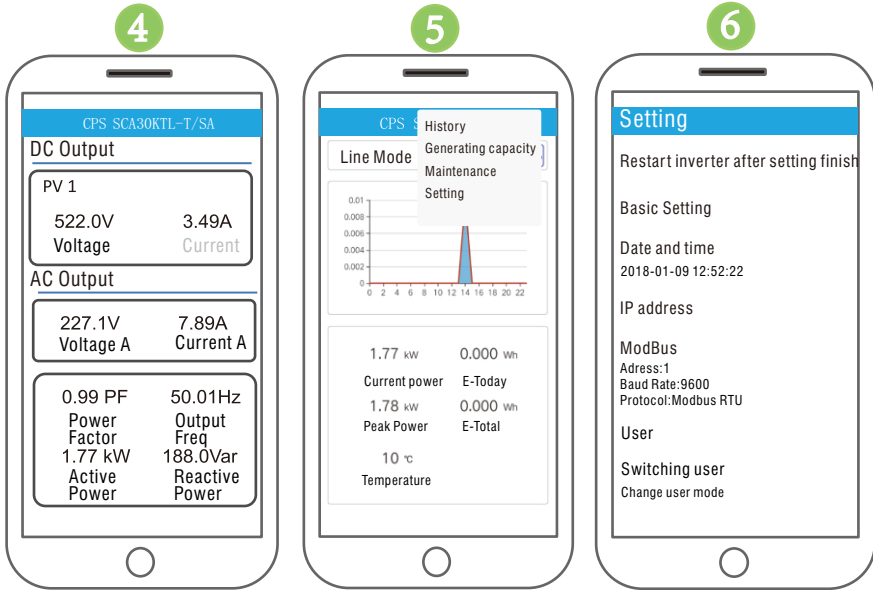 4
CPS SCA30KTL-T/SA
DC Output
PV 1
522.0V 3.49A
Voltage Current
AC Output
227.1V 7.89A
Voltage A Current A
0.99 PF 50.01Hz
Power Output
Factor Freq
1.77 kW 188.0Var
Active Reactive
Power Power
5
CPS S
History
Generating capacity
Maintenance
Setting
Line Mode
0.01
0.008
0.006
0.004
0.002
0
0 2 4 6 8 10 12 14 16 18 20 22
1.77 kW 0.000 Wh
Current power E-Today
1.78 kW 0.000 Wh
Peak Power E-Total
10 ℃
Temperature
6
Setting
Restart inverter after setting finish
Basic Setting
Date and time
2018-01-09 12:52:22
IP address
ModBus
Adress:1
Baud Rate:9600
Protocol:Modbus RTU
User
Switching user
Change user mode